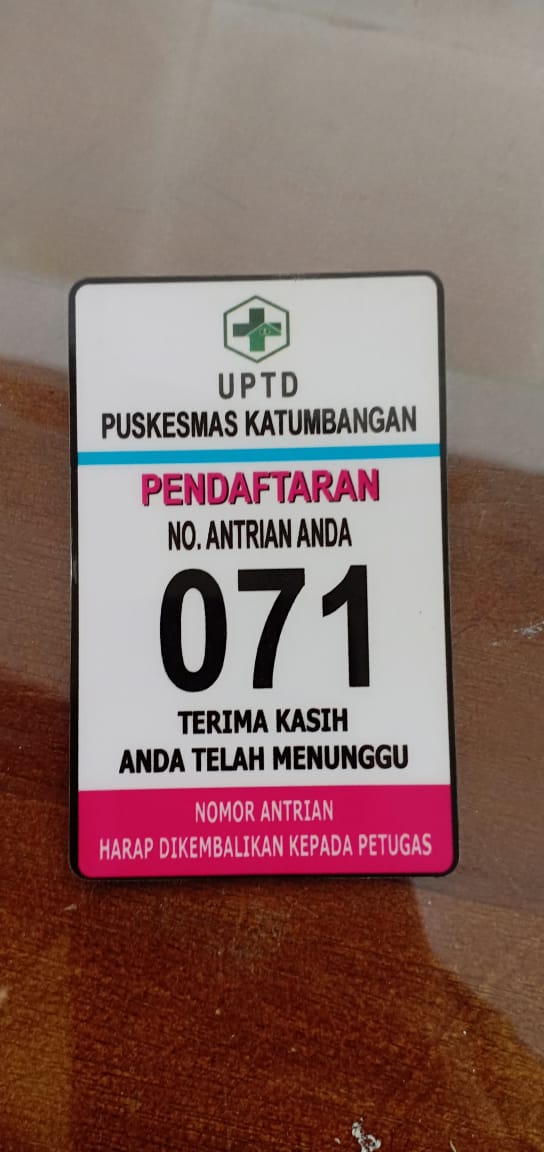 UPTD
PUSKESMAS KATUMBANGAN
PENDAFTARAN
NO. ANTRIAN ANDA
071
TERIMA KASIH
ANDA TELAH MENUNGGU
NOMOR ANTRIAN
HARAP DIKEMBALIKAN KEPADA PETUGAS